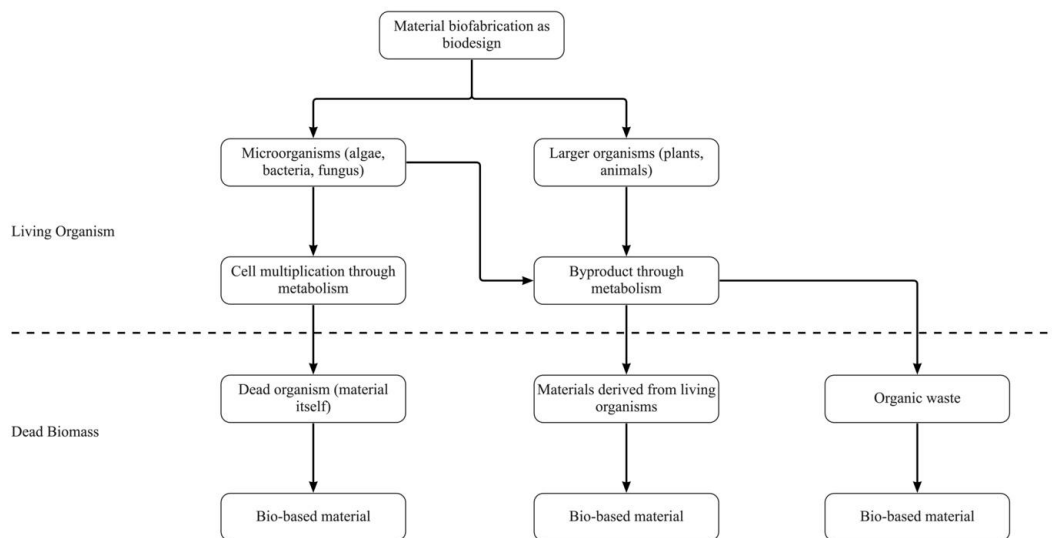 Material biofabrication as
biodesign
Microorganisms (algae,
bacteria, fungus)
Larger organisms (plants,
animals)
Living Organism
Cell multiplication through
metabolism
Byproduct through
metabolism
Dead organism (material
itself)
Materials derived from living
organisms
Organic waste
Dead Biomass
Bio-based material
Bio-based material
Bio-based material